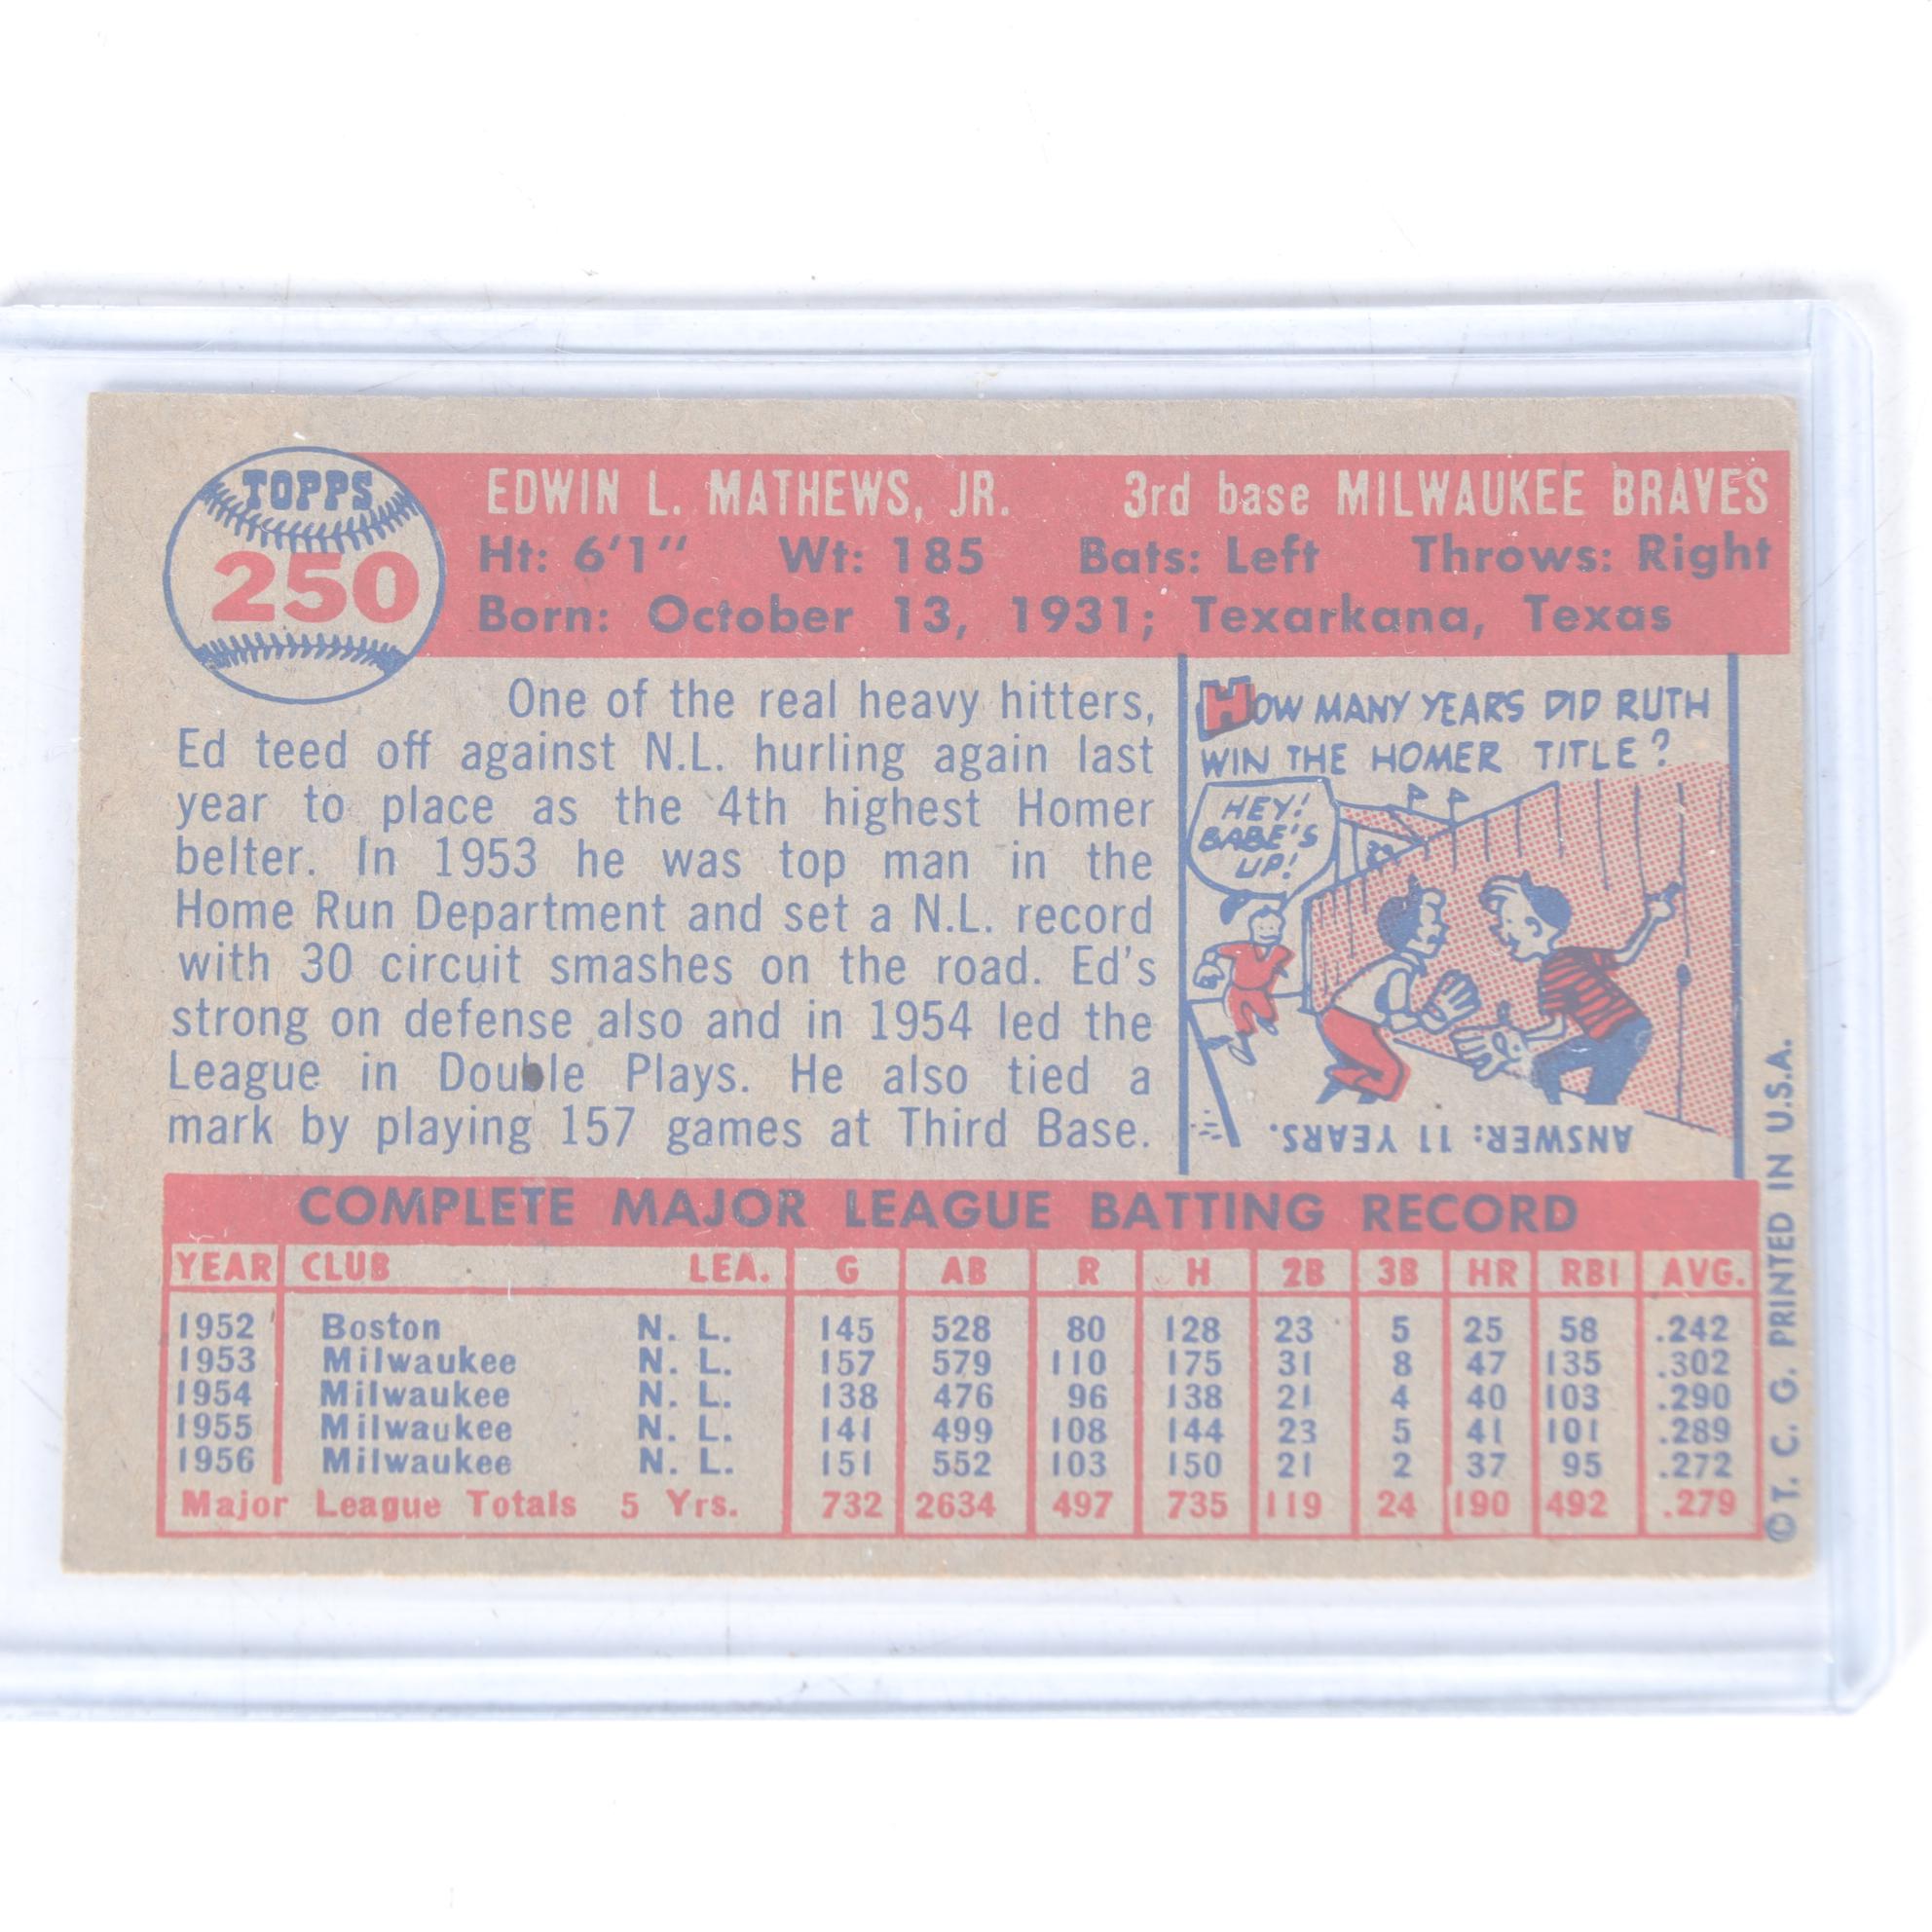 TOPPS
250
EDWIN L. MATHEWS, JR. 3rd base MILWAUKEE BRAVES
Ht: 6'1" Wt: 185 Bats: Left Throws: Right
Born: October 13, 1931; Texarkana, Texas
One of the real heavy hitters,
Ed teed off against N.L. hurling again last
year to place as the 4th highest Homer
belter. In 1953 he was top man in the
Home Run Department and set a N.L. record
with 30 circuit smashes on the road. Ed's
strong on defense also and in 1954 led the
League in Double Plays. He also tied a
mark by playing 157 games at Third Base.
HOW MANY YEARS DID RUTH
WIN THE HOMER TITLE?
HEY!
BABE'S
UP!
ANSWER: 11 YEARS.
COMPLETE MAJOR LEAGUE BATTING RECORD
YEAR CLUB LEA. G AB R H 2B 3B HR RBI AVG.
1952 Boston N. L. 145 528 80 128 23 5 25 58 .242
1953 Milwaukee N. L. 157 579 110 175 31 8 47 135 .302
1954 Milwaukee N. L. 138 476 96 138 21 4 40 103 .290
1955 Milwaukee N. L. 141 499 108 144 23 5 41 101 .289
1956 Milwaukee N. L. 151 552 103 150 21 2 37 95 .272
Major League Totals 5 Yrs. 732 2634 497 735 119 24 190 492 .279
© T. C. G. PRINTED IN U.S.A.